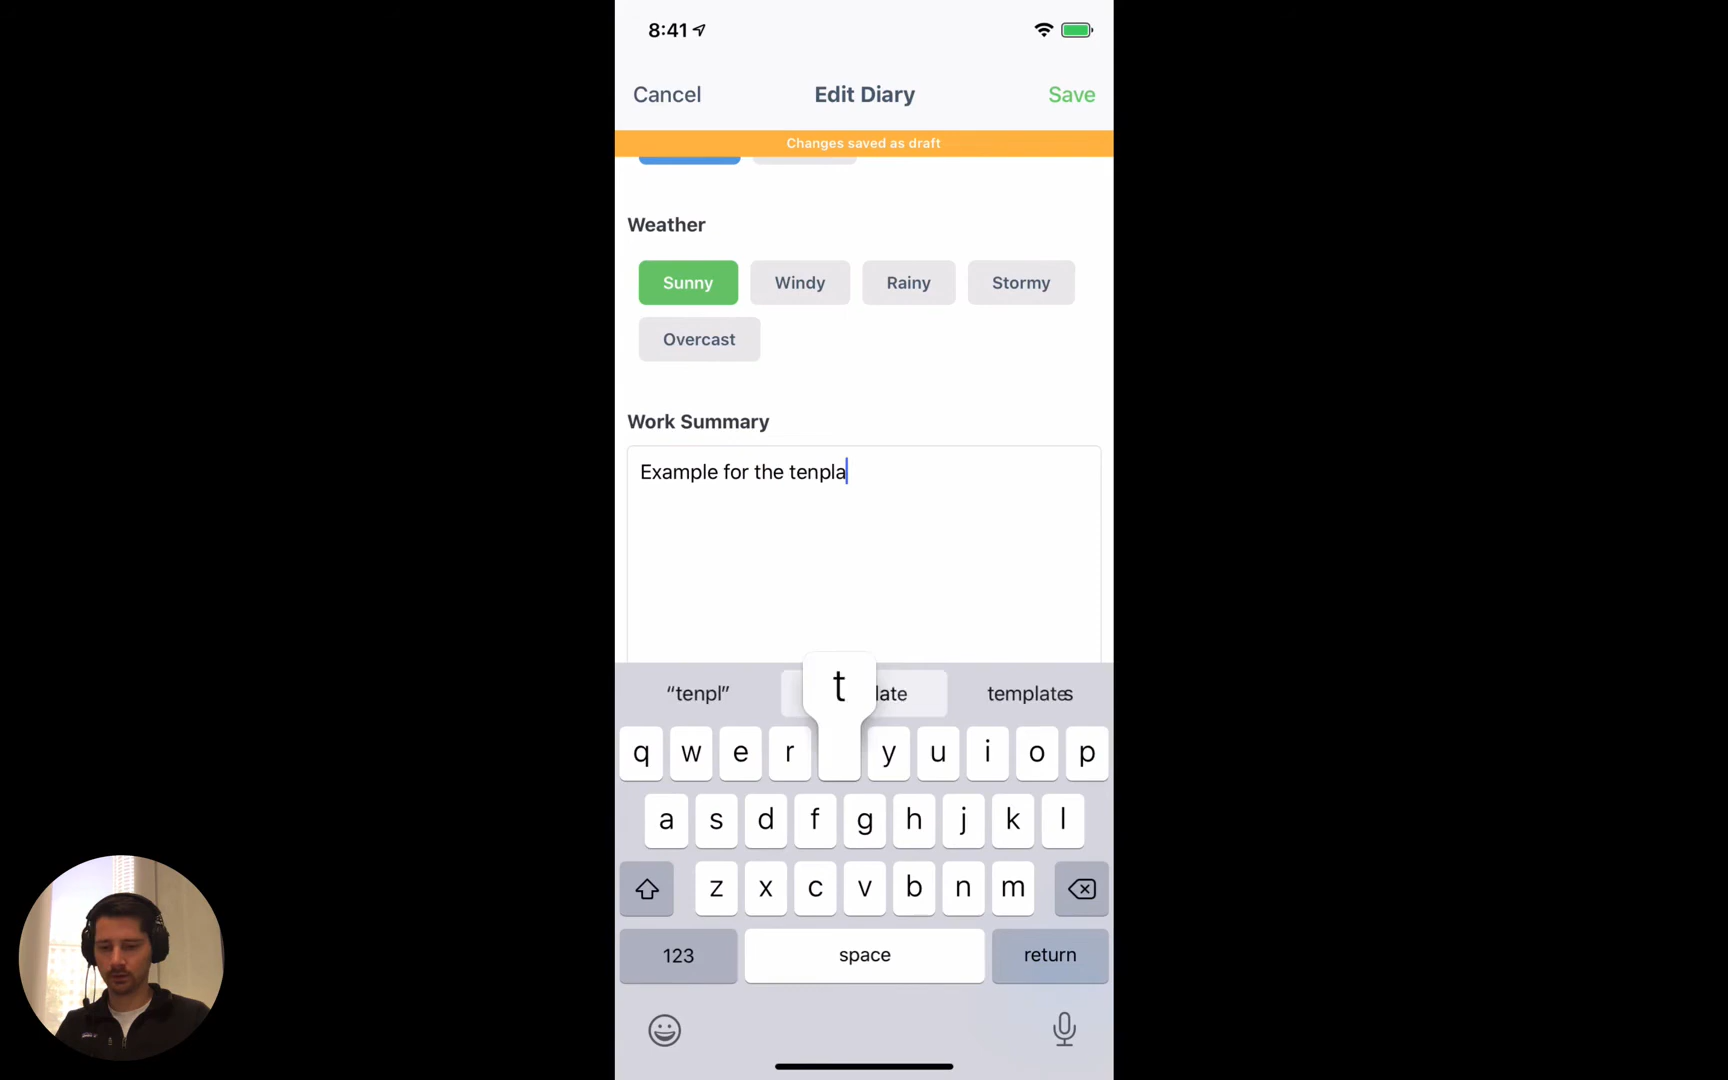 8:41
Cancel Edit Diary Save
Changes saved as draft
Weather
Sunny Windy Rainy Stormy
Overcast
Work Summary
Example for the tenpla
“tenpl” late templates
t
q w e r y u i o p
a s d f g h j k l
z x c v b n m
123 space return